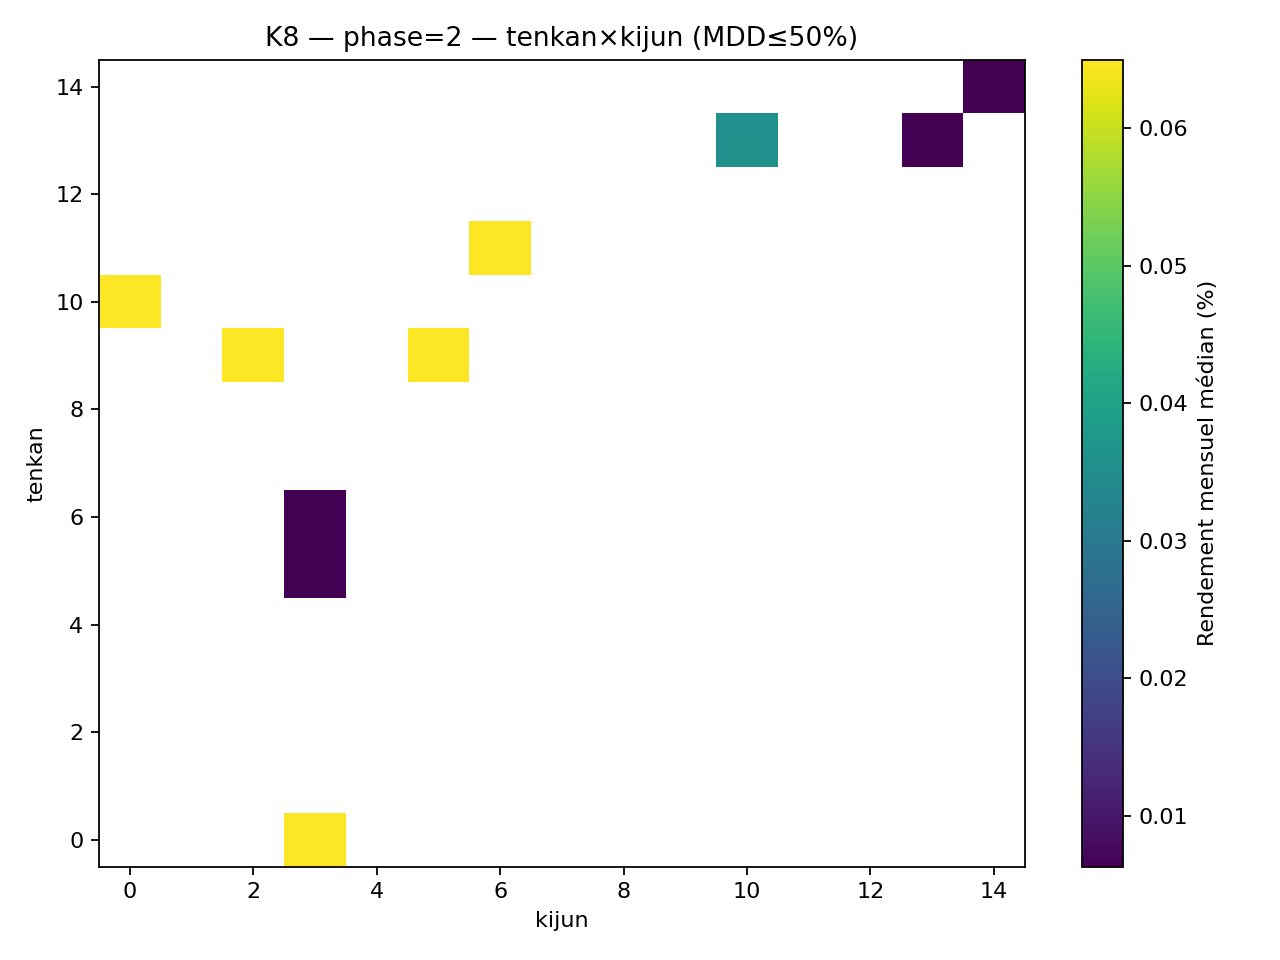 K8 — phase=2 — tenkan×kijun (MDD≤50%)
14
12
10
8
6
4
2
0
tenkan
0 2 4 6 8 10 12 14
kijun
0.06
0.05
0.04
0.03
0.02
0.01
Rendement mensuel médian (%)